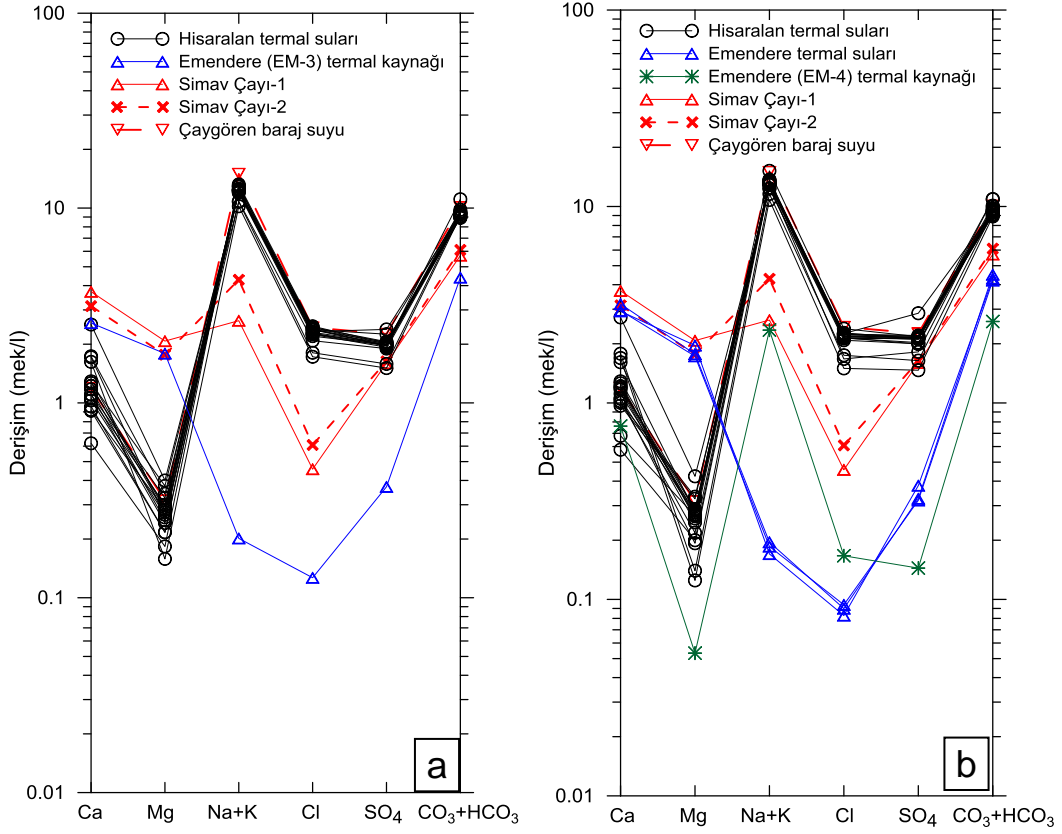 100
10
1
0.1
0.01
Derişim (mek/l)
Hisaralan termal suları
Emendere (EM-3) termal kaynağı
Simav Çayı-1
Simav Çayı-2
Çaygören baraj suyu
a
Ca Mg Na+K Cl SO₄ CO₃+HCO₃
100
10
1
0.1
0.01
Derişim (mek/l)
Hisaralan termal suları
Emendere termal suları
Emendere (EM-4) termal kaynağı
Simav Çayı-1
Simav Çayı-2
Çaygören baraj suyu
b
Ca Mg Na+K Cl SO₄ CO₃+HCO₃